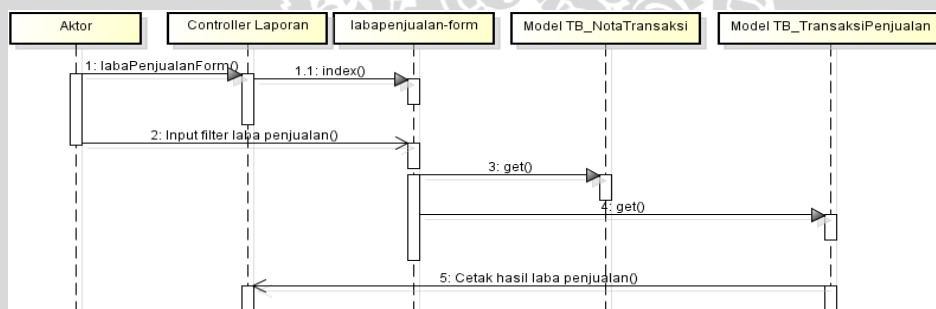 Aktor
Controller Laporan
labapenjualan-form
Model TB_NotaTransaksi
Model TB_TransaksiPenjualan
1: labaPenjualanForm()
1.1: index()
2: Input filter laba penjualan()
3: get()
4: get()
5: Cetak hasil laba penjualan()